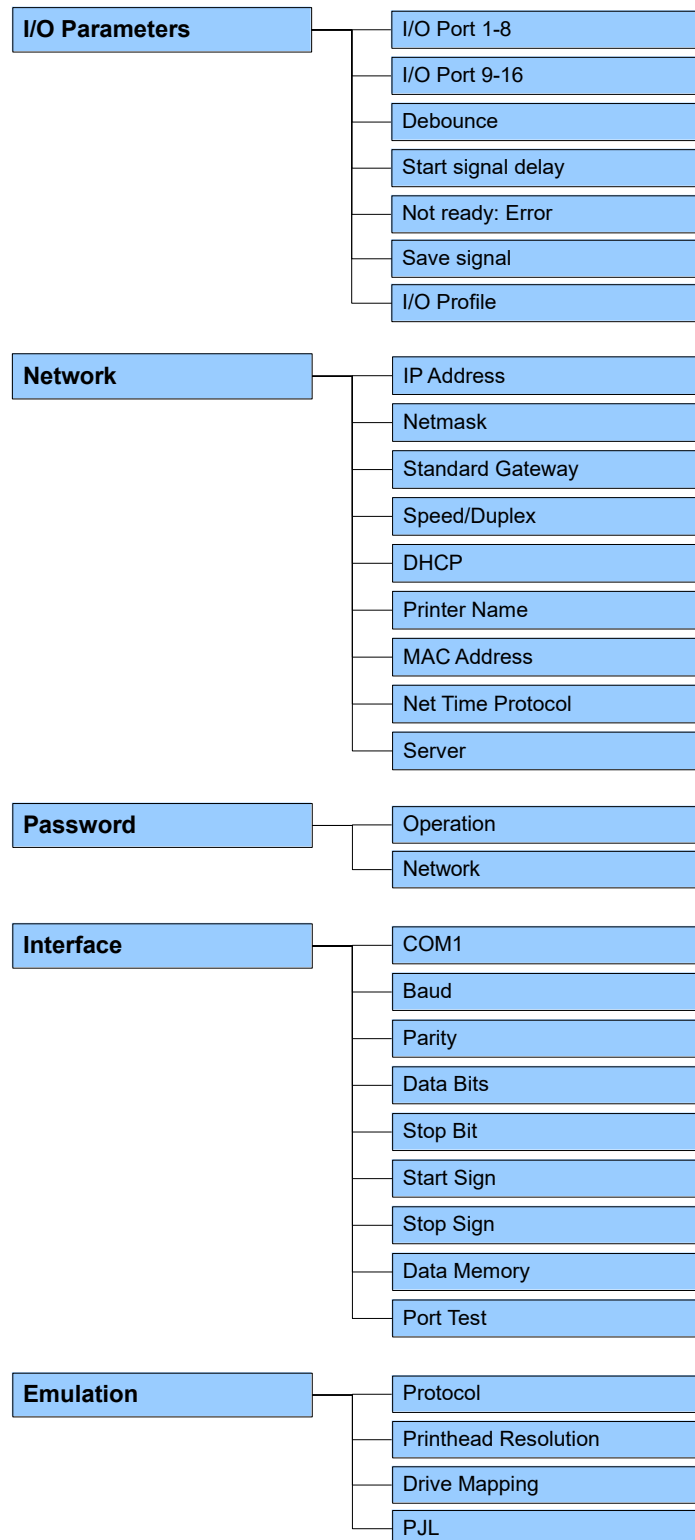 I/O Parameters
I/O Port 1-8
I/O Port 9-16
Debounce
Start signal delay
Not ready: Error
Save signal
I/O Profile
Network
IP Address
Netmask
Standard Gateway
Speed/Duplex
DHCP
Printer Name
MAC Address
Net Time Protocol
Server
Password
Operation
Network
Interface
COM1
Baud
Parity
Data Bits
Stop Bit
Start Sign
Stop Sign
Data Memory
Port Test
Emulation
Protocol
Printhead Resolution
Drive Mapping
PJL